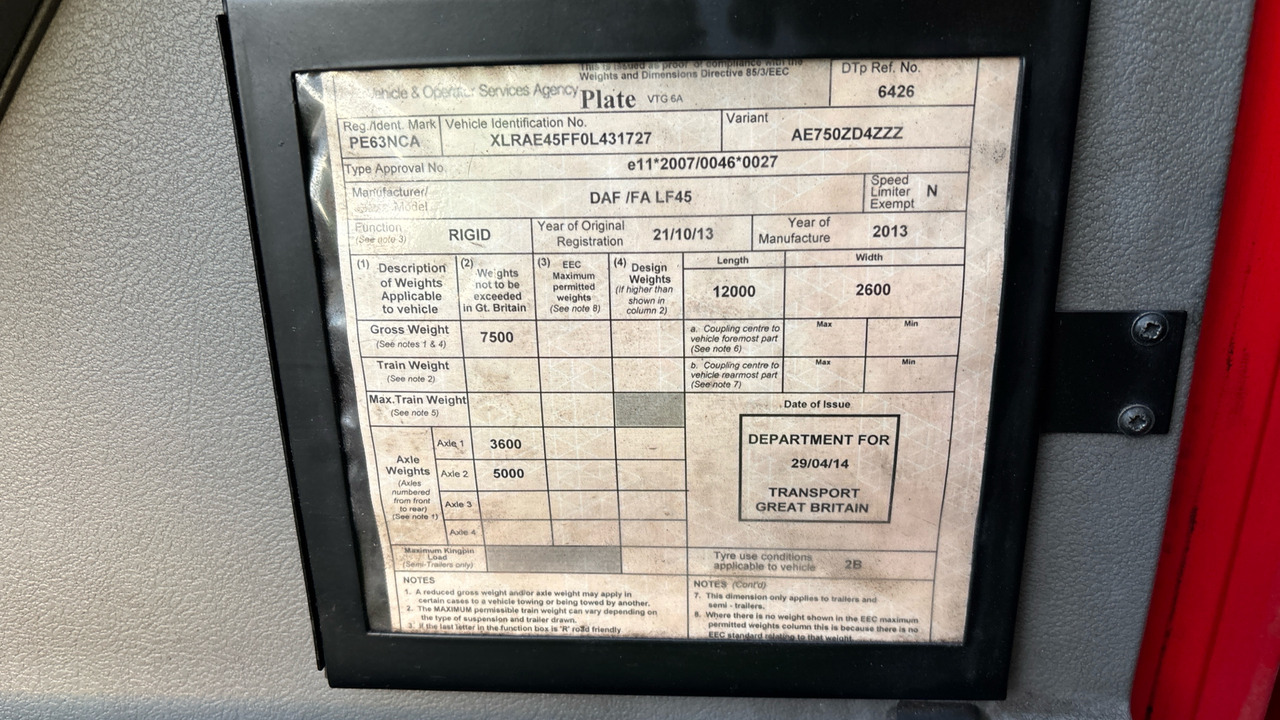 This is issued as proof of compliance with the
Weights and Dimensions Directive 85/3/EEC
Vehicle & Operator Services Agency
Plate VTG 6A
DTp Ref. No.
6426
Reg./Ident. Mark
PE63NCA
Vehicle Identification No.
XLRAE45FF0L431727
Variant
AE750ZD4ZZZ
Type Approval No.
e11*2007/0046*0027
Manufacturer/
Model
DAF /FA LF45
Speed
Limiter
Exempt
N
Function
(See note 3)
RIGID
Year of Original
Registration
21/10/13
Year of
Manufacture
2013
(1) Description
of Weights
Applicable
to vehicle
(2) Weights
not to be
exceeded
in Gt. Britain
(3) EEC
Maximum
permitted
weights
(See note 8)
(4) Design
Weights
(If higher than
shown in
column 2)
Length
12000
Width
2600
Gross Weight
(See notes 1 & 4)
7500
a. Coupling centre to
vehicle foremost part
(See note 6)
Max
Min
Train Weight
(See note 2)
b. Coupling centre to
vehicle rearmost part
(See note 7)
Max
Min
Max.Train Weight
(See note 5)
Date of Issue
DEPARTMENT FOR
29/04/14
TRANSPORT
GREAT BRITAIN
Axle
Weights
(Axles
numbered
from front
to rear)
(See note 1)
Axle 1
3600
Axle 2
5000
Axle 3
Axle 4
Maximum Kingpin
Load
(Semi-Trailers only)
Tyre use conditions
applicable to vehicle
2B
NOTES
1. A reduced gross weight and/or axle weight may apply in
certain cases to a vehicle towing or being towed by another.
2. The MAXIMUM permissible train weight can vary depending on
the type of suspension and trailer drawn.
3. If the last letter in the function box is 'R' road friendly
NOTES (Cont'd)
7. This dimension only applies to trailers and
semi - trailers.
8. Where there is no weight shown in the EEC maximum
permitted weights column this is because there is no
EEC standard relating to that weight.